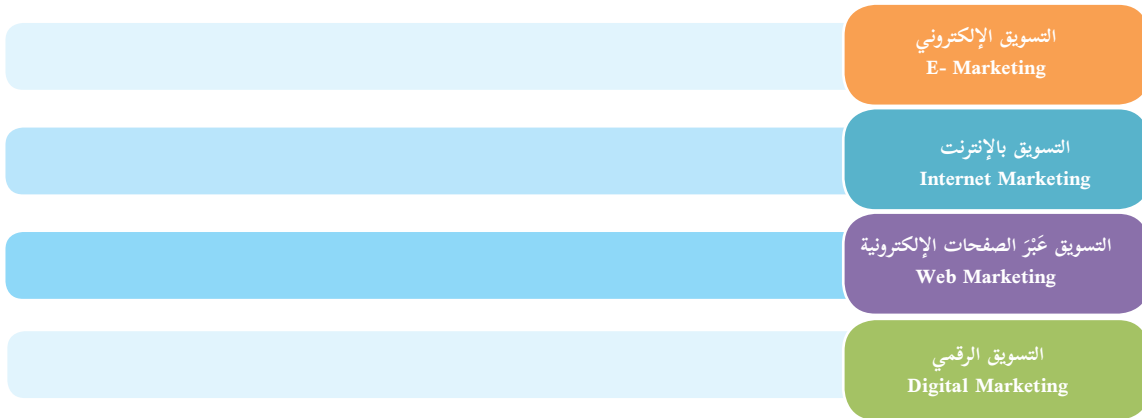 التسويق الإلكتروني
E- Marketing
التسويق بالإنترنت
Internet Marketing
التسويق عَبْرَ الصفحات الإلكترونية
Web Marketing
التسويق الرقمي
Digital Marketing